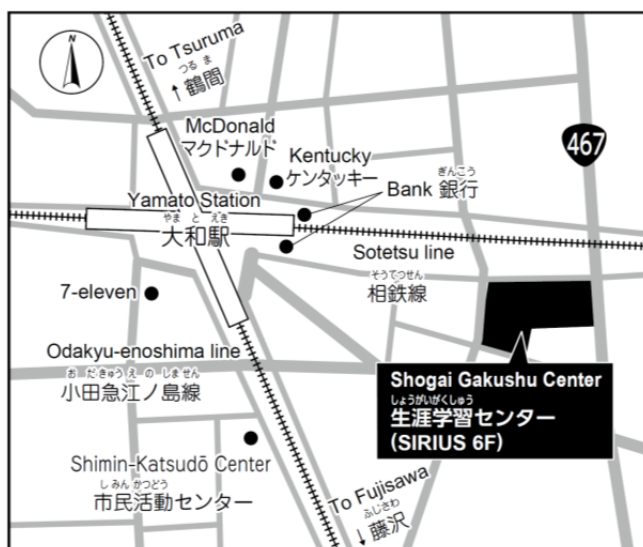 N
To Tsuruma
つる ま
↑鶴間
McDonald
マクドナルド
Kentucky
ケンタッキー
467
ぎんこう
Bank 銀行
Yamato Station
やま と えき
大和駅
Sotetsu line
そうてつせん
相鉄線
7-eleven
Odakyu-enoshima line
お だきゅう え の しません
小田急江ノ島線
Shogai Gakushu Center
しょうがいがくしゅう
生涯学習センター
(SIRIUS 6F)
Shimin-Katsudō Center
し みん かつどう
市民活動センター
To Fujisawa
ふじさわ
↓藤沢